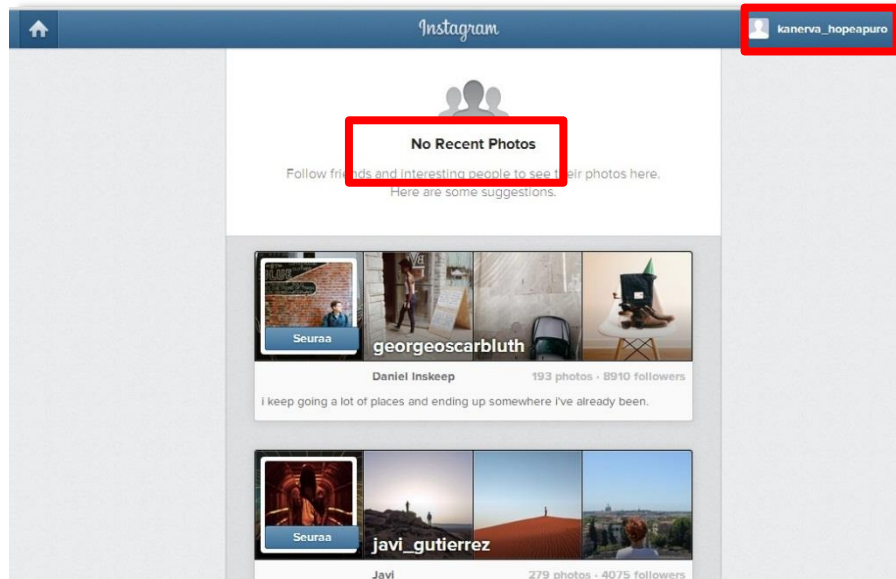 Instagram
kanerva_hopeapuro
No Recent Photos
Follow friends and interesting people to see their photos here.
Here are some suggestions.
Seuraa
georgeoscarbluth
Daniel Inskeep 193 photos · 8910 followers
i keep going a lot of places and ending up somewhere I've already been.
Seuraa
javi_gutierrez
Javi 279 photos · 4075 followers